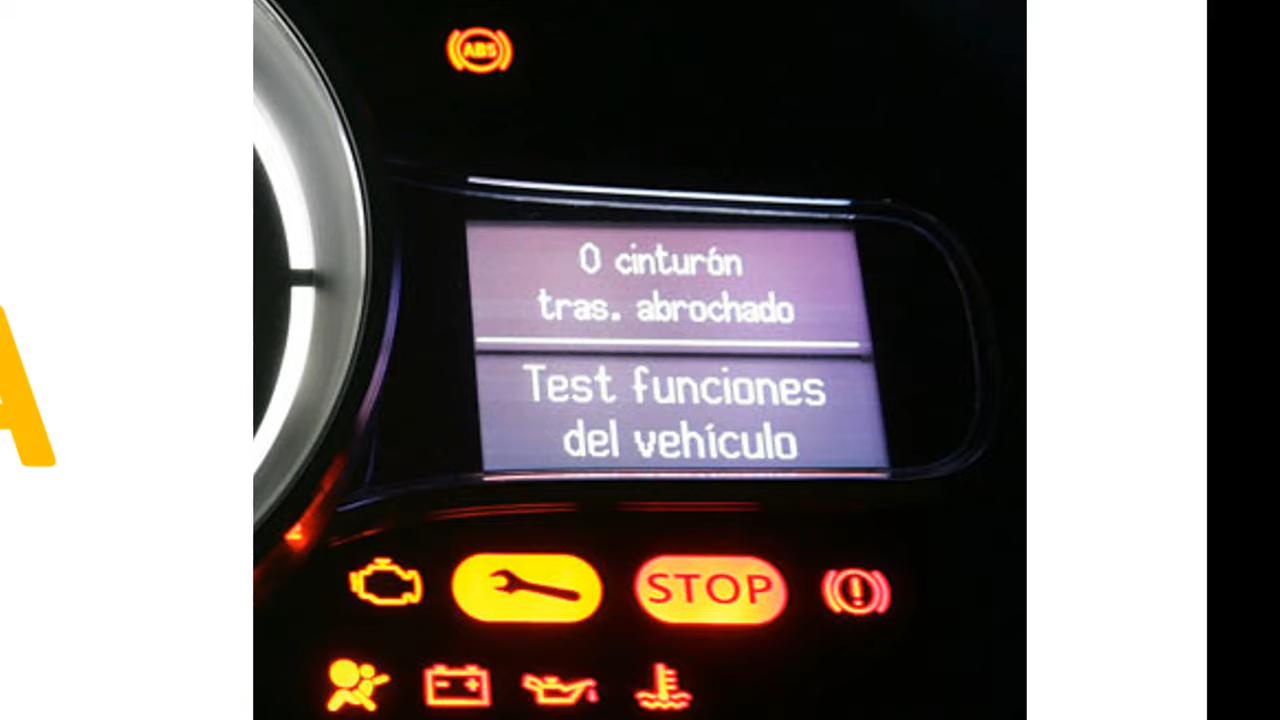 A
ABS
0 cinturón
tras. abrochado
Test funciones
del vehículo
STOP